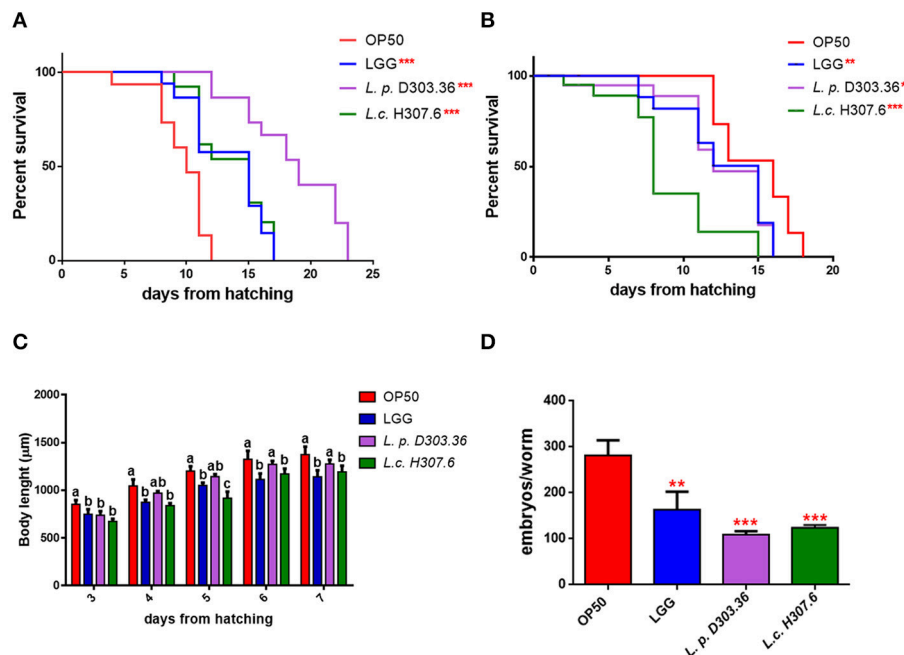 A
OP50
LGG***
L. p. D303.36***
L.c. H307.6***
Percent survival
100
50
0
0 5 10 15 20 25
days from hatching
B
OP50
LGG**
L. p. D303.36*
L.c. H307.6***
Percent survival
100
50
0
0 5 10 15 20
days from hatching
C
OP50
LGG
L. p. D303.36
L.c. H307.6
Body lenght (µm)
2000
1500
1000
500
0
a b b b
a b ab b
a b ab c
a b a b
a b a b
3 4 5 6 7
days from hatching
D
embryos/worm
400
300
200
100
0
**
***
***
OP50
LGG
L. p. D303.36
L.c. H307.6